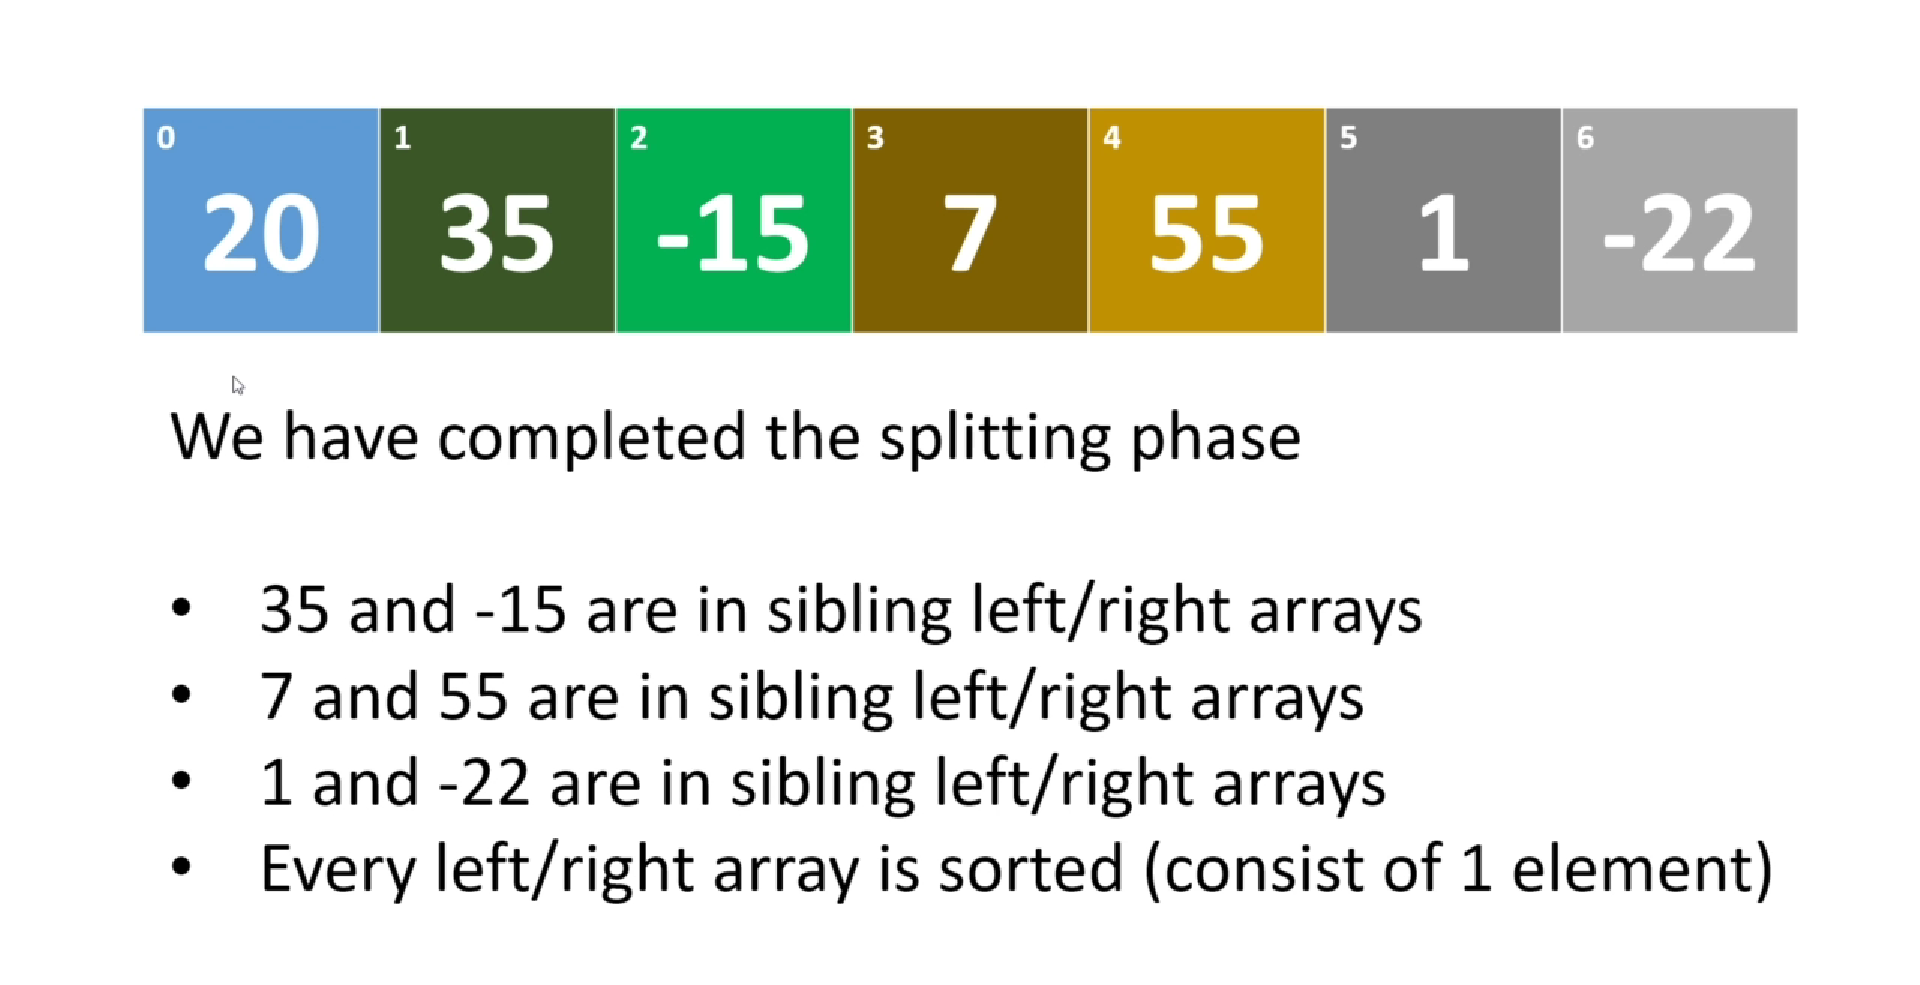 0 1 2 3 4 5 6
20 35 -15 7 55 1 -22
We have completed the splitting phase
• 35 and -15 are in sibling left/right arrays
• 7 and 55 are in sibling left/right arrays
• 1 and -22 are in sibling left/right arrays
• Every left/right array is sorted (consist of 1 element)